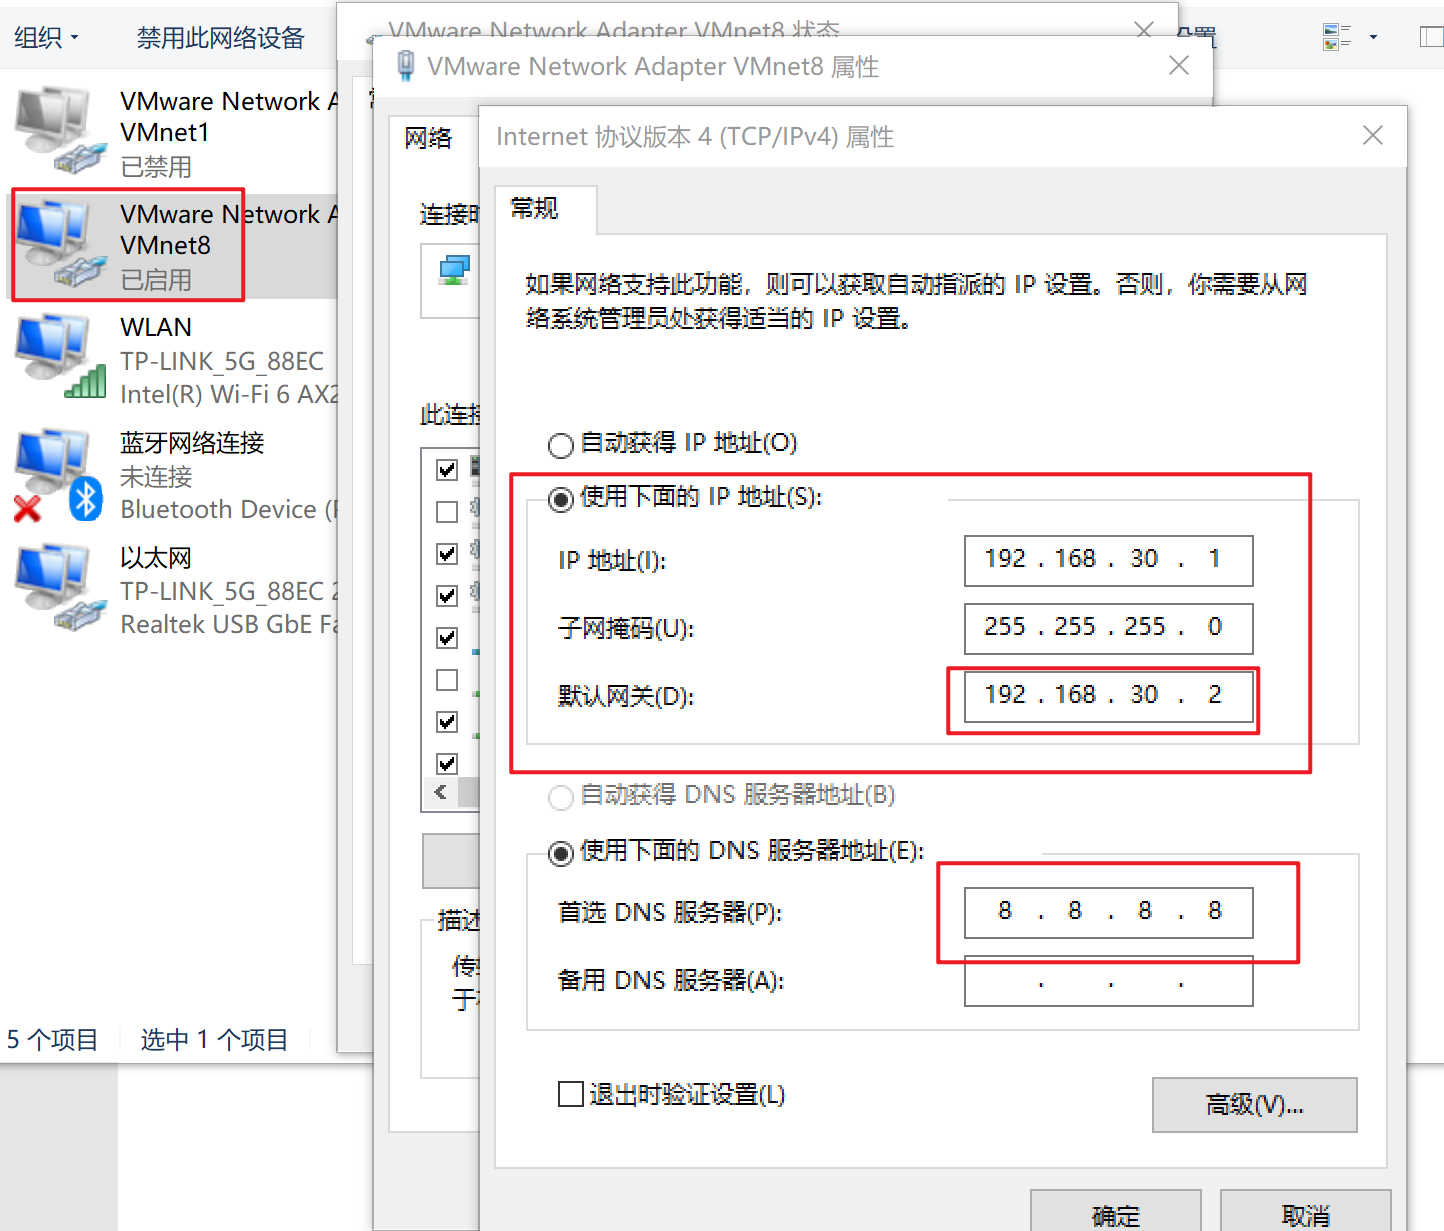 组织
禁用此网络设备
VMware Network A
VMnet1
已禁用
VMware Network A
VMnet8
已启用
WLAN
TP-LINK_5G_88EC
Intel(R) Wi-Fi 6 AX2
蓝牙网络连接
未连接
Bluetooth Device (
以太网
TP-LINK_5G_88EC 2
Realtek USB GbE Fa
5 个项目
选中 1 个项目
VMware Network Adapter VMnet8 状态
VMware Network Adapter VMnet8 属性
网络
连接时
此连接
描述
传输
于
Internet 协议版本 4 (TCP/IPv4) 属性
常规
如果网络支持此功能，则可以获取自动指派的 IP 设置。否则，你需要从网
络系统管理员处获得适当的 IP 设置。
自动获得 IP 地址(O)
使用下面的 IP 地址(S):
IP 地址(I):
192 . 168 . 30 . 1
子网掩码(U):
255 . 255 . 255 . 0
默认网关(D):
192 . 168 . 30 . 2
自动获得 DNS 服务器地址(B)
使用下面的 DNS 服务器地址(E):
首选 DNS 服务器(P):
8 . 8 . 8 . 8
备用 DNS 服务器(A):
. . .
退出时验证设置(L)
高级(V)...
确定
取消